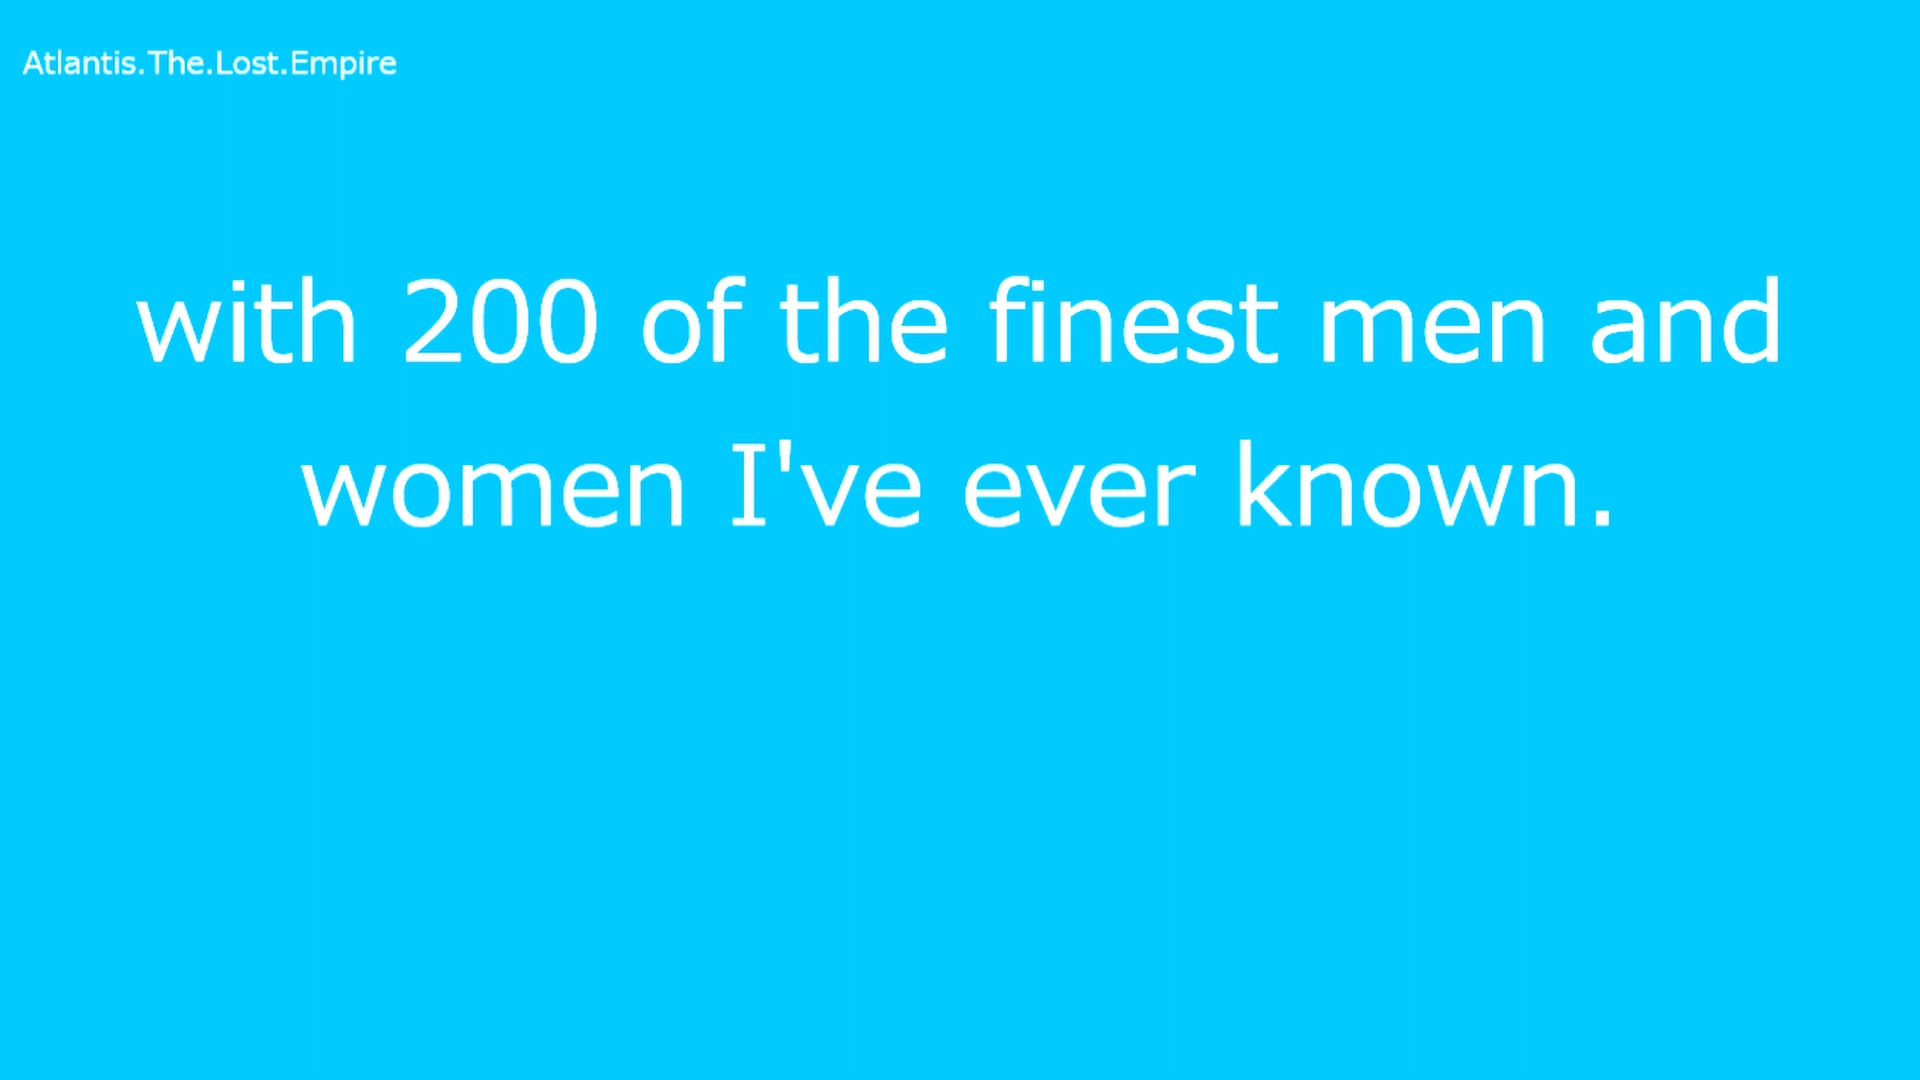 Atlantis.The.Lost.Empire
with 200 of the finest men and
women I've ever known.